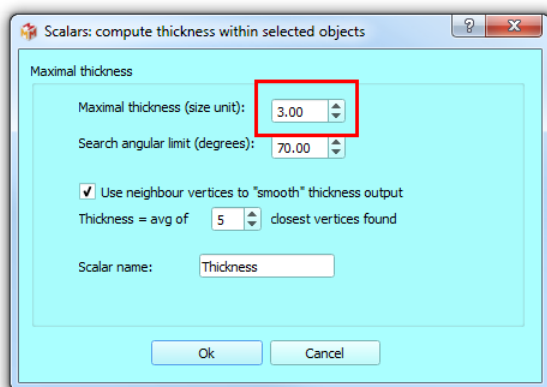 Scalars: compute thickness within selected objects
Maximal thickness
Maximal thickness (size unit): 3.00
Search angular limit (degrees): 70.00
Use neighbour vertices to "smooth" thickness output
Thickness = avg of 5 closest vertices found
Scalar name: Thickness
Ok Cancel